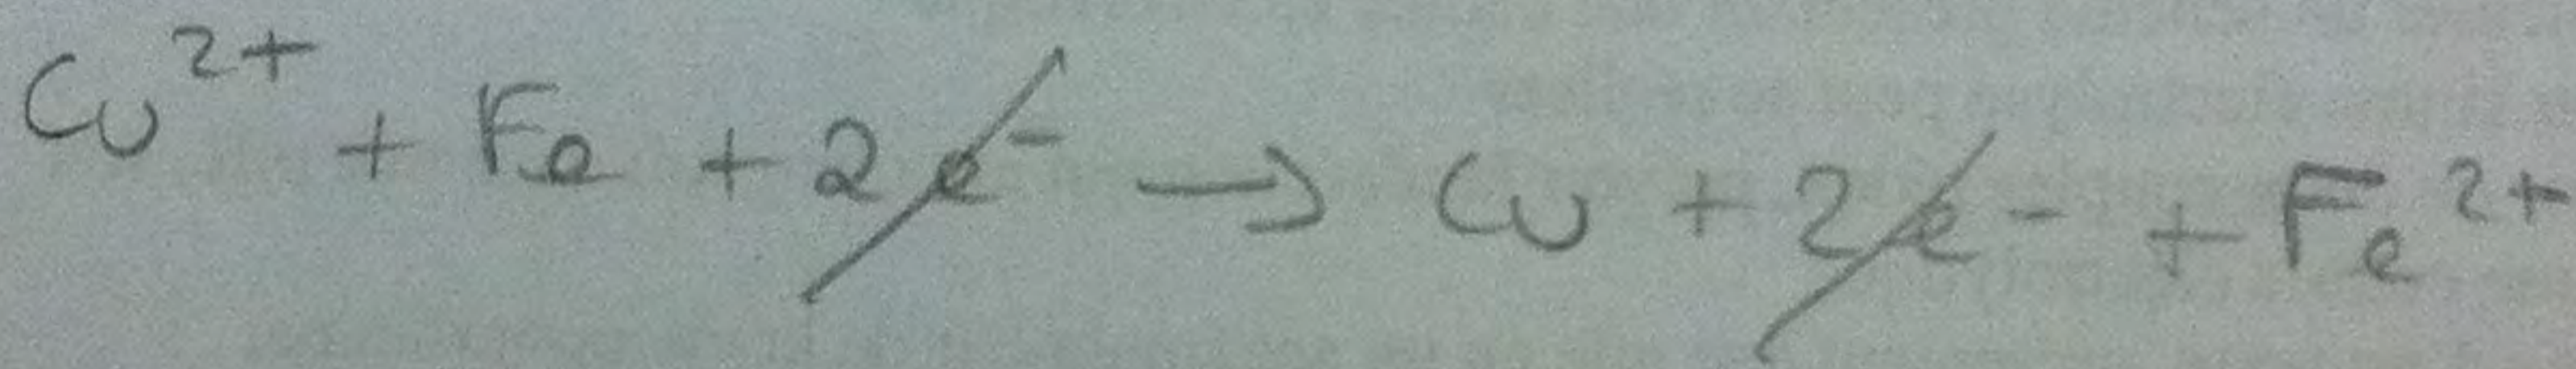 Cu²⁺ + Fe + 2e⁻ → Cu + 2e⁻ + Fe²⁺